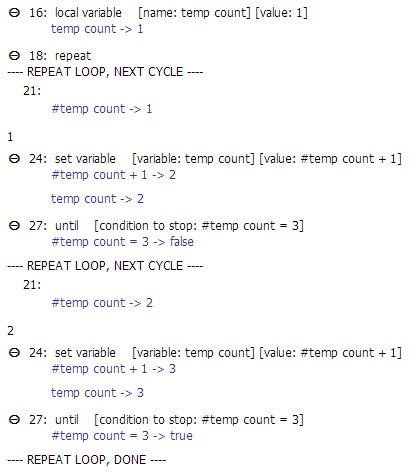 ⊖ 16: local variable [name: temp count] [value: 1]
temp count -> 1
⊖ 18: repeat
---- REPEAT LOOP, NEXT CYCLE ----
21:
#temp count -> 1
1
⊖ 24: set variable [variable: temp count] [value: #temp count + 1]
#temp count + 1 -> 2
temp count -> 2
⊖ 27: until [condition to stop: #temp count = 3]
#temp count = 3 -> false
---- REPEAT LOOP, NEXT CYCLE ----
21:
#temp count -> 2
2
⊖ 24: set variable [variable: temp count] [value: #temp count + 1]
#temp count + 1 -> 3
temp count -> 3
⊖ 27: until [condition to stop: #temp count = 3]
#temp count = 3 -> true
---- REPEAT LOOP, DONE ----